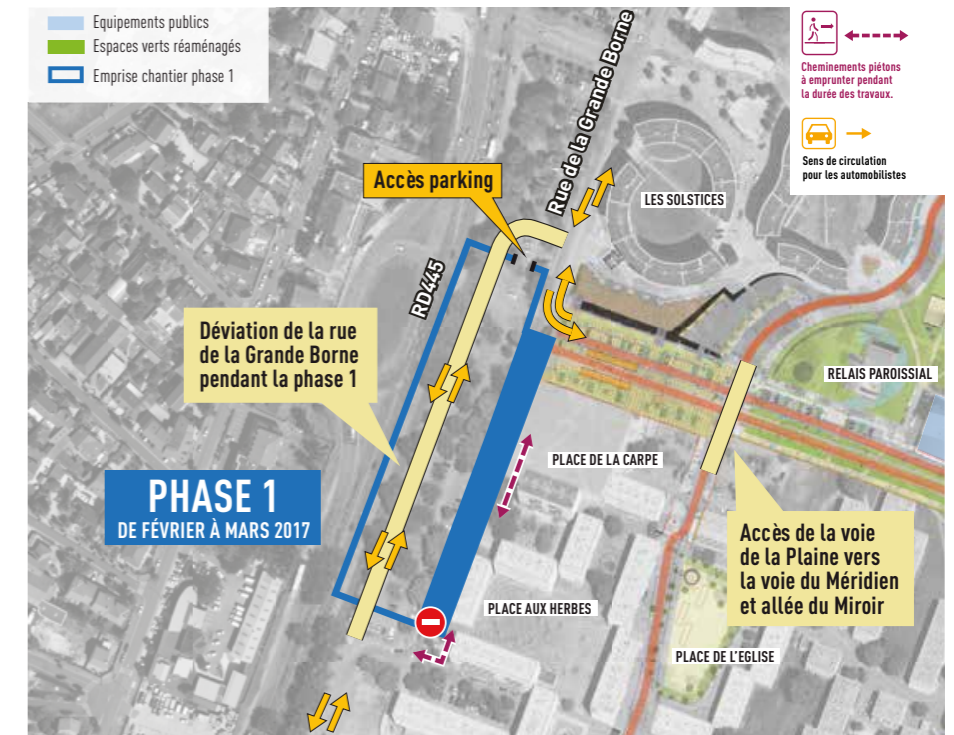 Equipements publics
Espaces verts réaménagés
Emprise chantier phase 1
Cheminements piétons
à emprunter pendant
la durée des travaux.
Sens de circulation
pour les automobilistes
Rue de la Grande Borne
Accès parking
LES SOLSTICES
RD445
Déviation de la rue
de la Grande Borne
pendant la phase 1
RELAIS PAROISSIAL
PLACE DE LA CARPE
PHASE 1
DE FÉVRIER À MARS 2017
Accès de la voie
de la Plaine vers
la voie du Méridien
et allée du Miroir
PLACE AUX HERBES
PLACE DE L'EGLISE